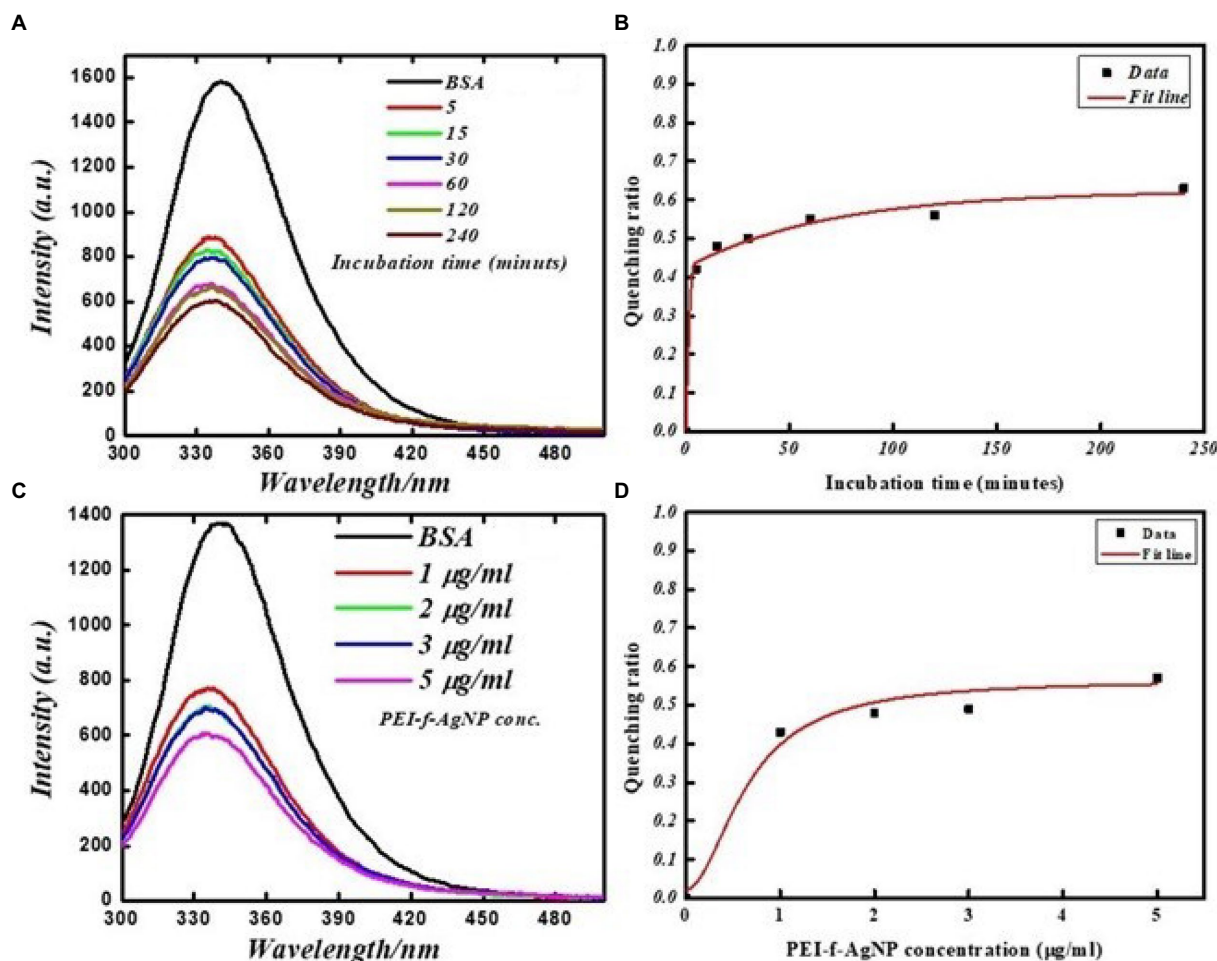 A
1600
1400
1200
1000
800
600
400
200
0
300 330 360 390 420 450 480
Intensity (a.u.)
Wavelength/nm
BSA
5
15
30
60
120
240
Incubation time (minuts)
B
1.0
0.9
0.8
0.7
0.6
0.5
0.4
0.3
0.2
0.1
0.0
0 50 100 150 200 250
Quenching ratio
Incubation time (minutes)
Data
Fit line
C
1400
1200
1000
800
600
400
200
0
300 330 360 390 420 450 480
Intensity (a.u.)
Wavelength/nm
BSA
1 μg/ml
2 μg/ml
3 μg/ml
5 μg/ml
PEI-f-AgNP conc.
D
1.0
0.9
0.8
0.7
0.6
0.5
0.4
0.3
0.2
0.1
0.0
0 1 2 3 4 5
Quenching ratio
PEI-f-AgNP concentration (μg/ml)
Data
Fit line